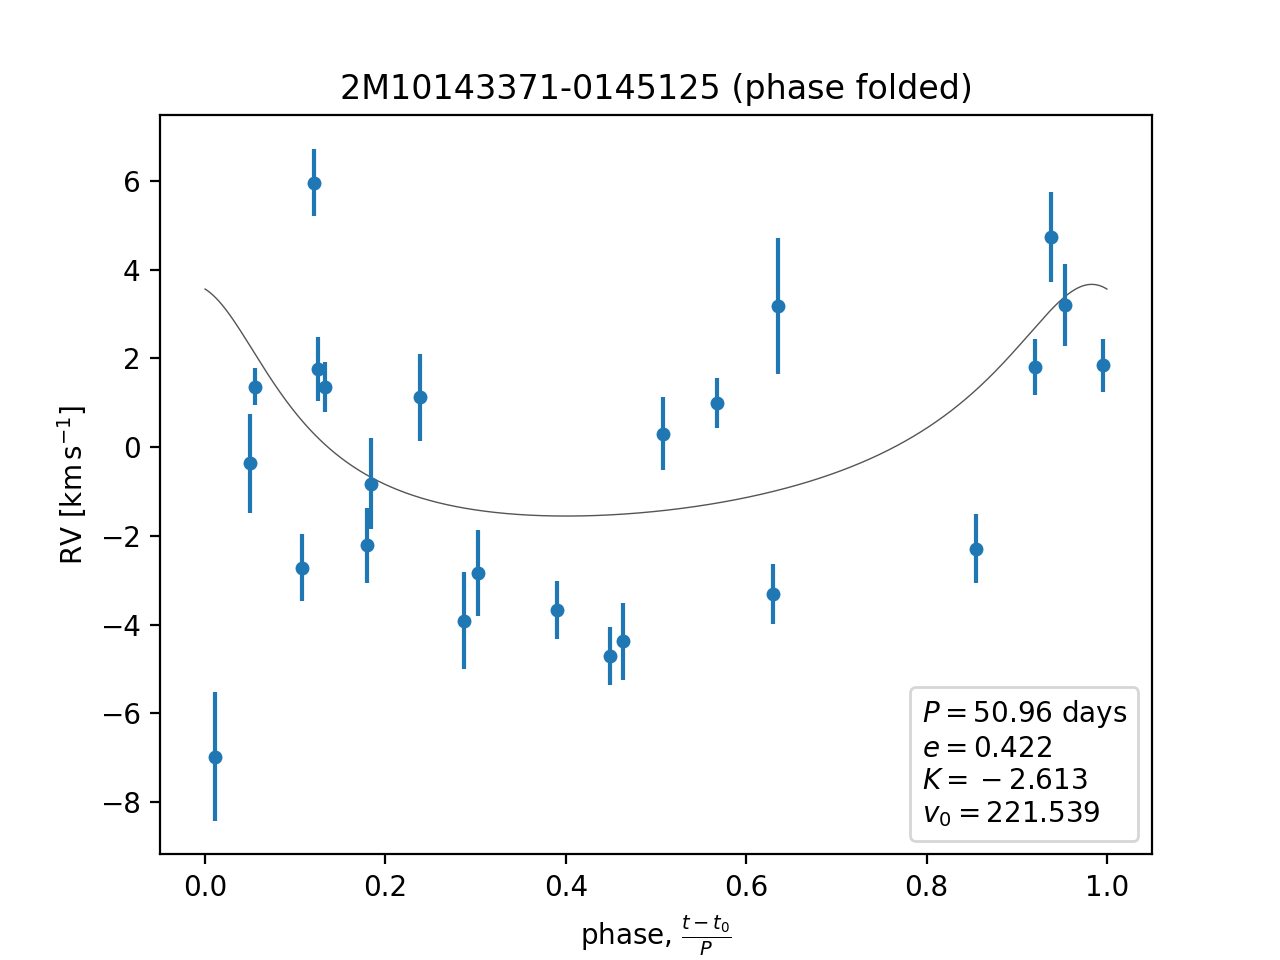 2M10143371-0145125 (phase folded)
RV [km s⁻¹]
6
4
2
0
−2
−4
−6
−8
P = 50.96 days
e = 0.422
K = − 2.613
v₀ = 221.539
0.0 0.2 0.4 0.6 0.8 1.0
phase, (t − t₀)/P